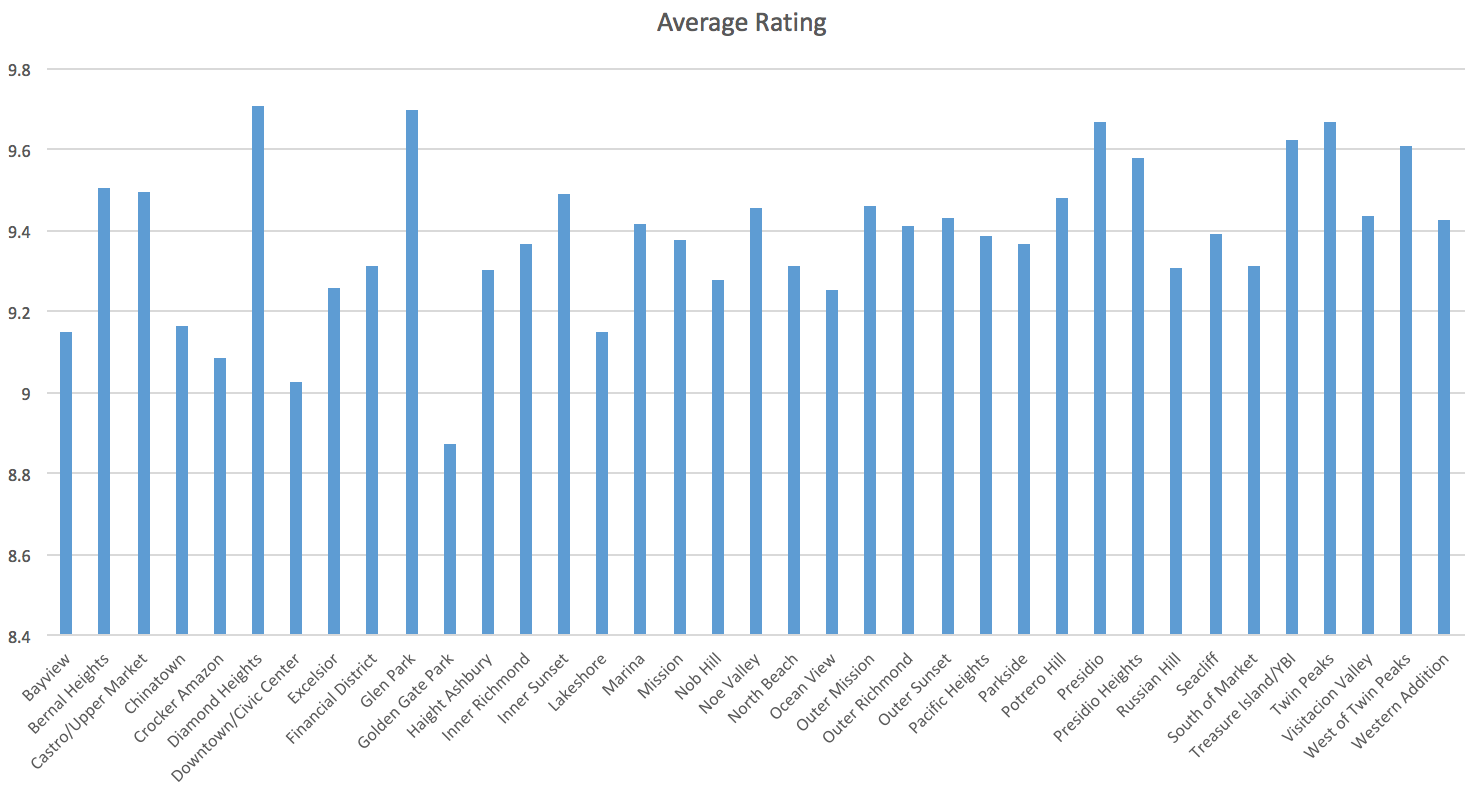 Average Rating
9.8
9.6
9.4
9.2
9
8.8
8.6
8.4
Bayview
Bernal Heights
Castro/Upper Market
Chinatown
Crocker Amazon
Diamond Heights
Downtown/Civic Center
Excelsior
Financial District
Glen Park
Golden Gate Park
Haight Ashbury
Inner Richmond
Inner Sunset
Lakeshore
Marina
Mission
Nob Hill
Noe Valley
North Beach
Ocean View
Outer Mission
Outer Richmond
Outer Sunset
Pacific Heights
Parkside
Potrero Hill
Presidio
Presidio Heights
Russian Hill
Seacliff
South of Market
Treasure Island/YBI
Twin Peaks
Visitacion Valley
West of Twin Peaks
Western Addition